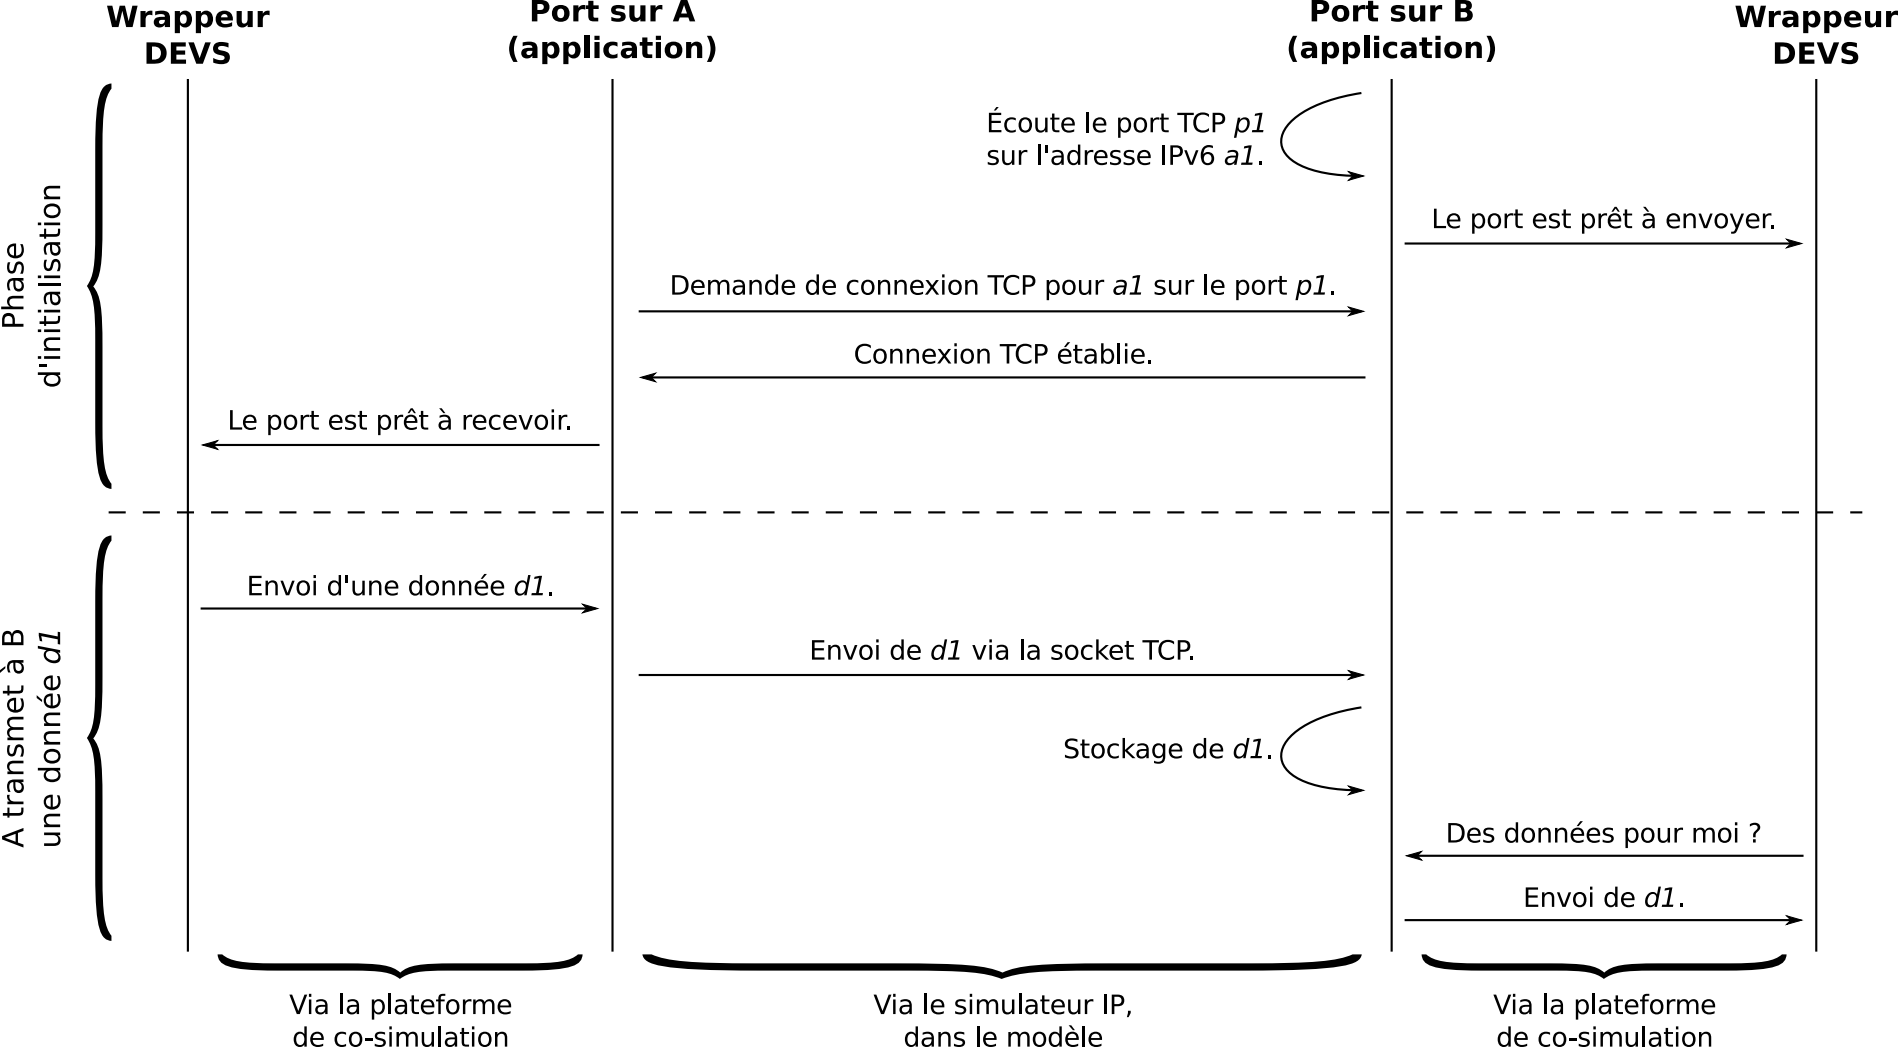 Wrappeur
DEVS
Port sur A
(application)
Port sur B
(application)
Wrappeur
DEVS
Phase
d'initialisation
Écoute le port TCP p1
sur l'adresse IPv6 a1.
Le port est prêt à envoyer.
Demande de connexion TCP pour a1 sur le port p1.
Connexion TCP établie.
Le port est prêt à recevoir.
A transmet à B
une donnée d1
Envoi d'une donnée d1.
Envoi de d1 via la socket TCP.
Stockage de d1.
Des données pour moi ?
Envoi de d1.
Via la plateforme
de co-simulation
Via le simulateur IP,
dans le modèle
Via la plateforme
de co-simulation